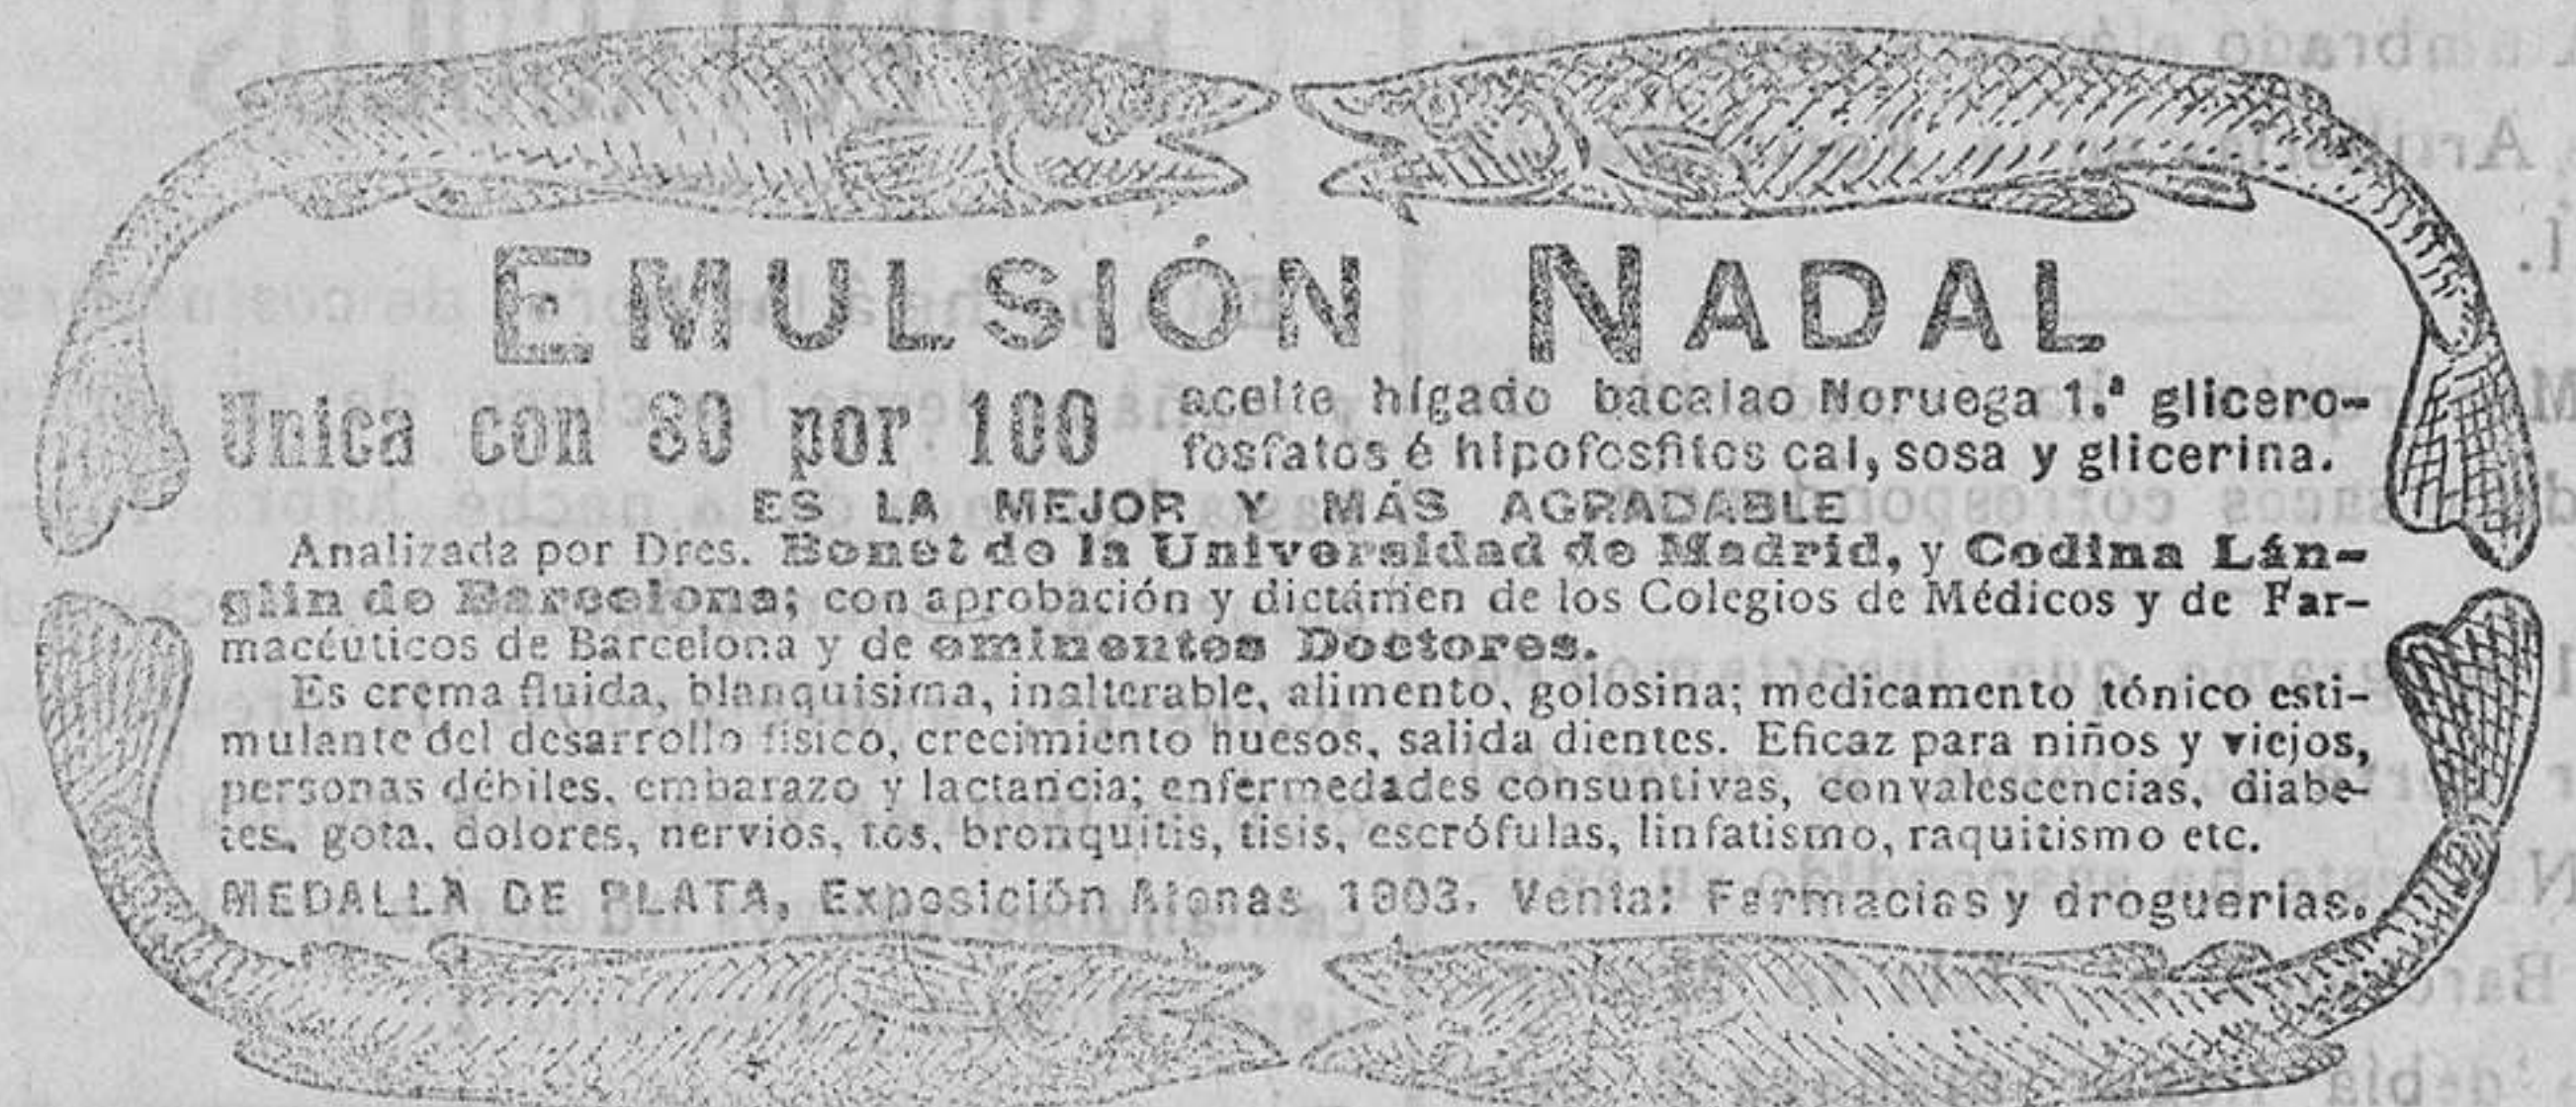 EMULSIÓN NADAL
Unica con 80 por 100 aceite hígado bacalao Noruega 1.ª glicero-
fosfatos é hipofosfitos cal, sosa y glicerina.
ES LA MEJOR Y MÁS AGRADABLE
Analizada por Dres. Bonet de la Universidad de Madrid, y Codina Lán-
glin de Barcelona; con aprobación y dictámen de los Colegios de Médicos y de Far-
macéuticos de Barcelona y de eminentes Doctores.
Es crema fluida, blanquisima, inalterable, alimento, golosina; medicamento tónico esti-
mulante del desarrollo físico, crecimiento huesos, salida dientes. Eficaz para niños y viejos,
personas débiles, embarazo y lactancia; enfermedades consuntivas, convalescencias, diabe-
tes, gota, dolores, nervios, tos, bronquitis, tisis, escrófulas, linfatismo, raquitismo etc.
MEDALLA DE PLATA, Exposición Atenas 1903. Venta: Farmacias y droguerias.